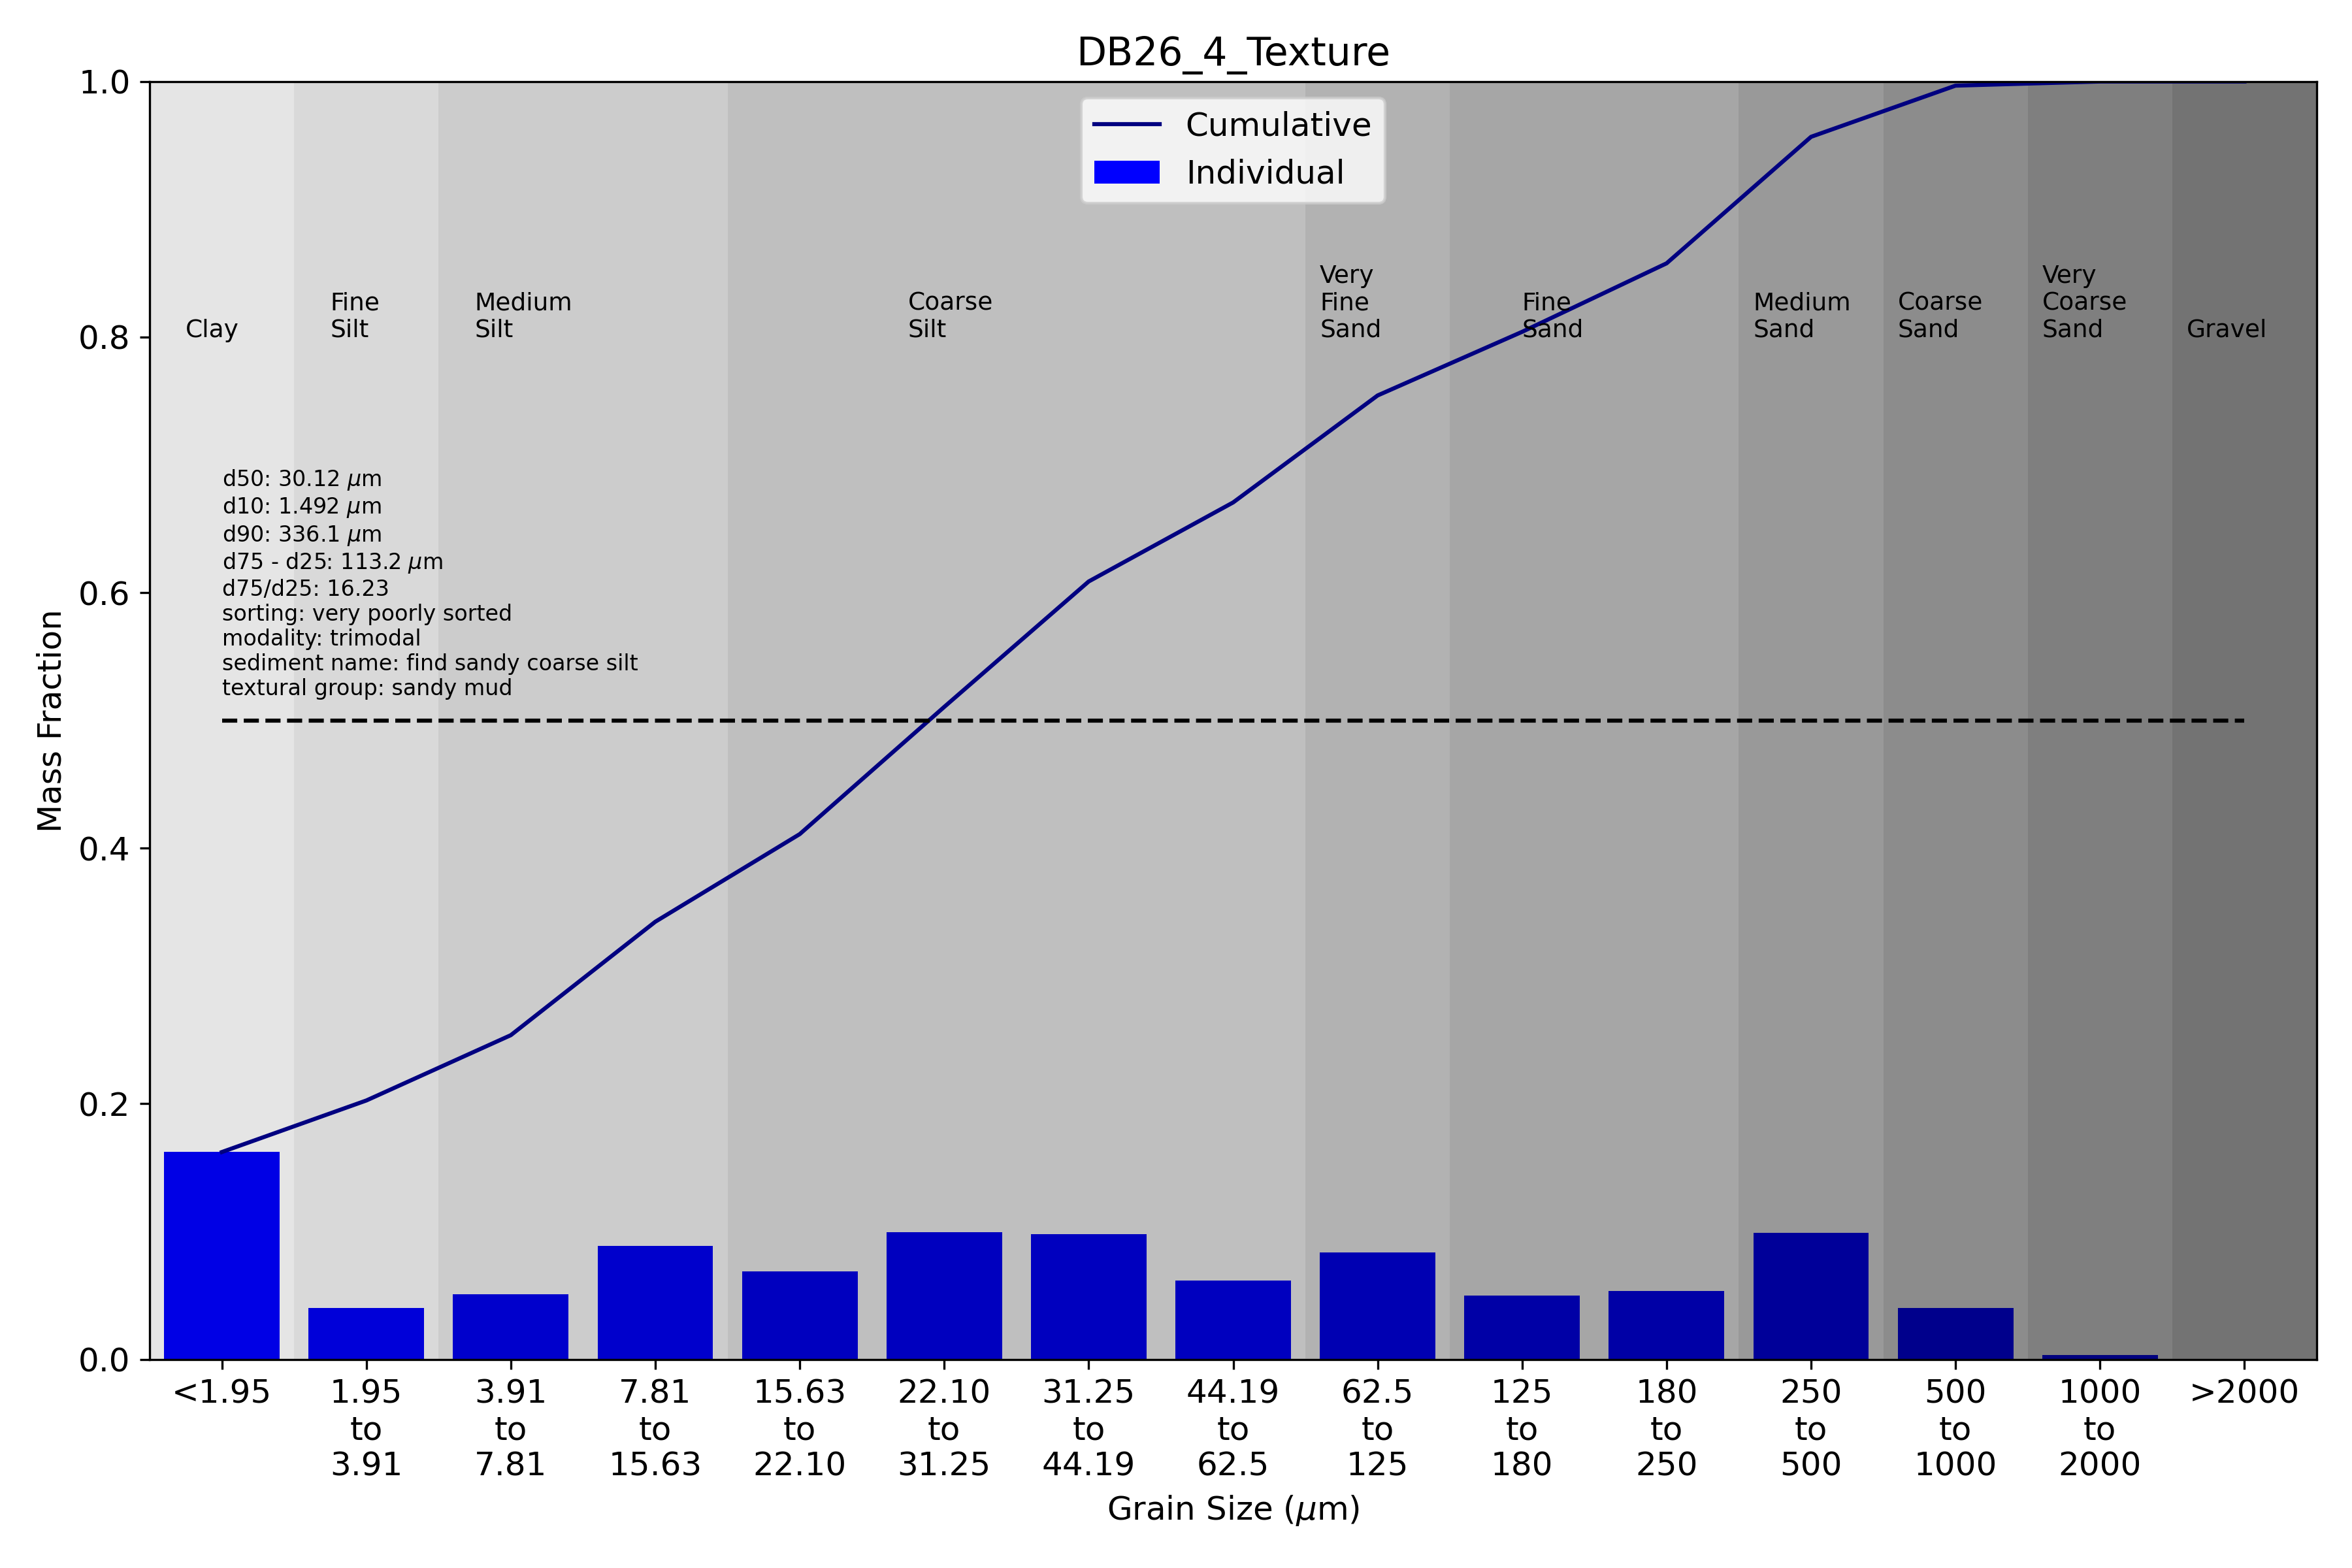 DB26_4_Texture
1.0
0.8
0.6
0.4
0.2
0.0
Mass Fraction
Cumulative
Individual
Clay
Fine
Silt
Medium
Silt
Coarse
Silt
Very
Fine
Sand
Fine
Sand
Medium
Sand
Coarse
Sand
Very
Coarse
Sand
Gravel
d50: 30.12 μm
d10: 1.492 μm
d90: 336.1 μm
d75 - d25: 113.2 μm
d75/d25: 16.23
sorting: very poorly sorted
modality: trimodal
sediment name: find sandy coarse silt
textural group: sandy mud
<1.95
1.95
to
3.91
3.91
to
7.81
7.81
to
15.63
15.63
to
22.10
22.10
to
31.25
31.25
to
44.19
44.19
to
62.5
62.5
to
125
125
to
180
180
to
250
250
to
500
500
to
1000
1000
to
2000
>2000
Grain Size (μm)